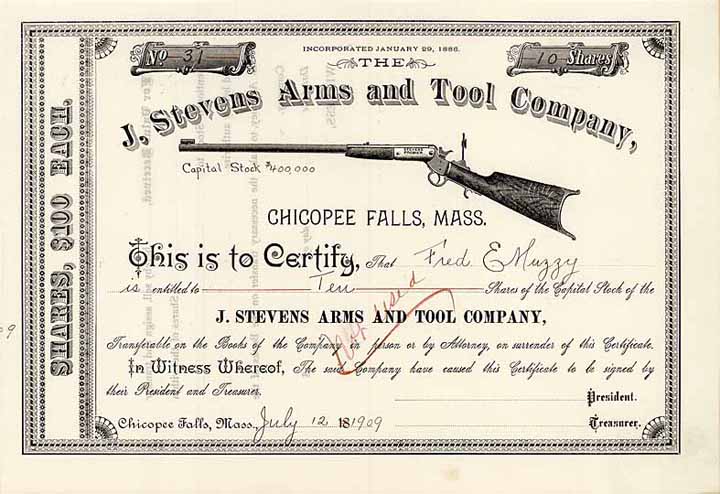 No 31
INCORPORATED JANUARY 29, 1886.
10 Shares
THE
J. Stevens Arms and Tool Company,
Capital Stock $400,000
CHICOPEE FALLS, MASS.
This is to Certify, That Fred E Muzzy
is entitled to Ten Shares of the Capital Stock of the
J. STEVENS ARMS AND TOOL COMPANY,
Transferable on the Books of the Company in person or by Attorney, on surrender of this Certificate.
In Witness Whereof, The said Company have caused this Certificate to be signed by
their President and Treasurer.
President.
Chicopee Falls, Mass. July 12 181909
Treasurer.
Not used
SHARES, $100 EACH.
09